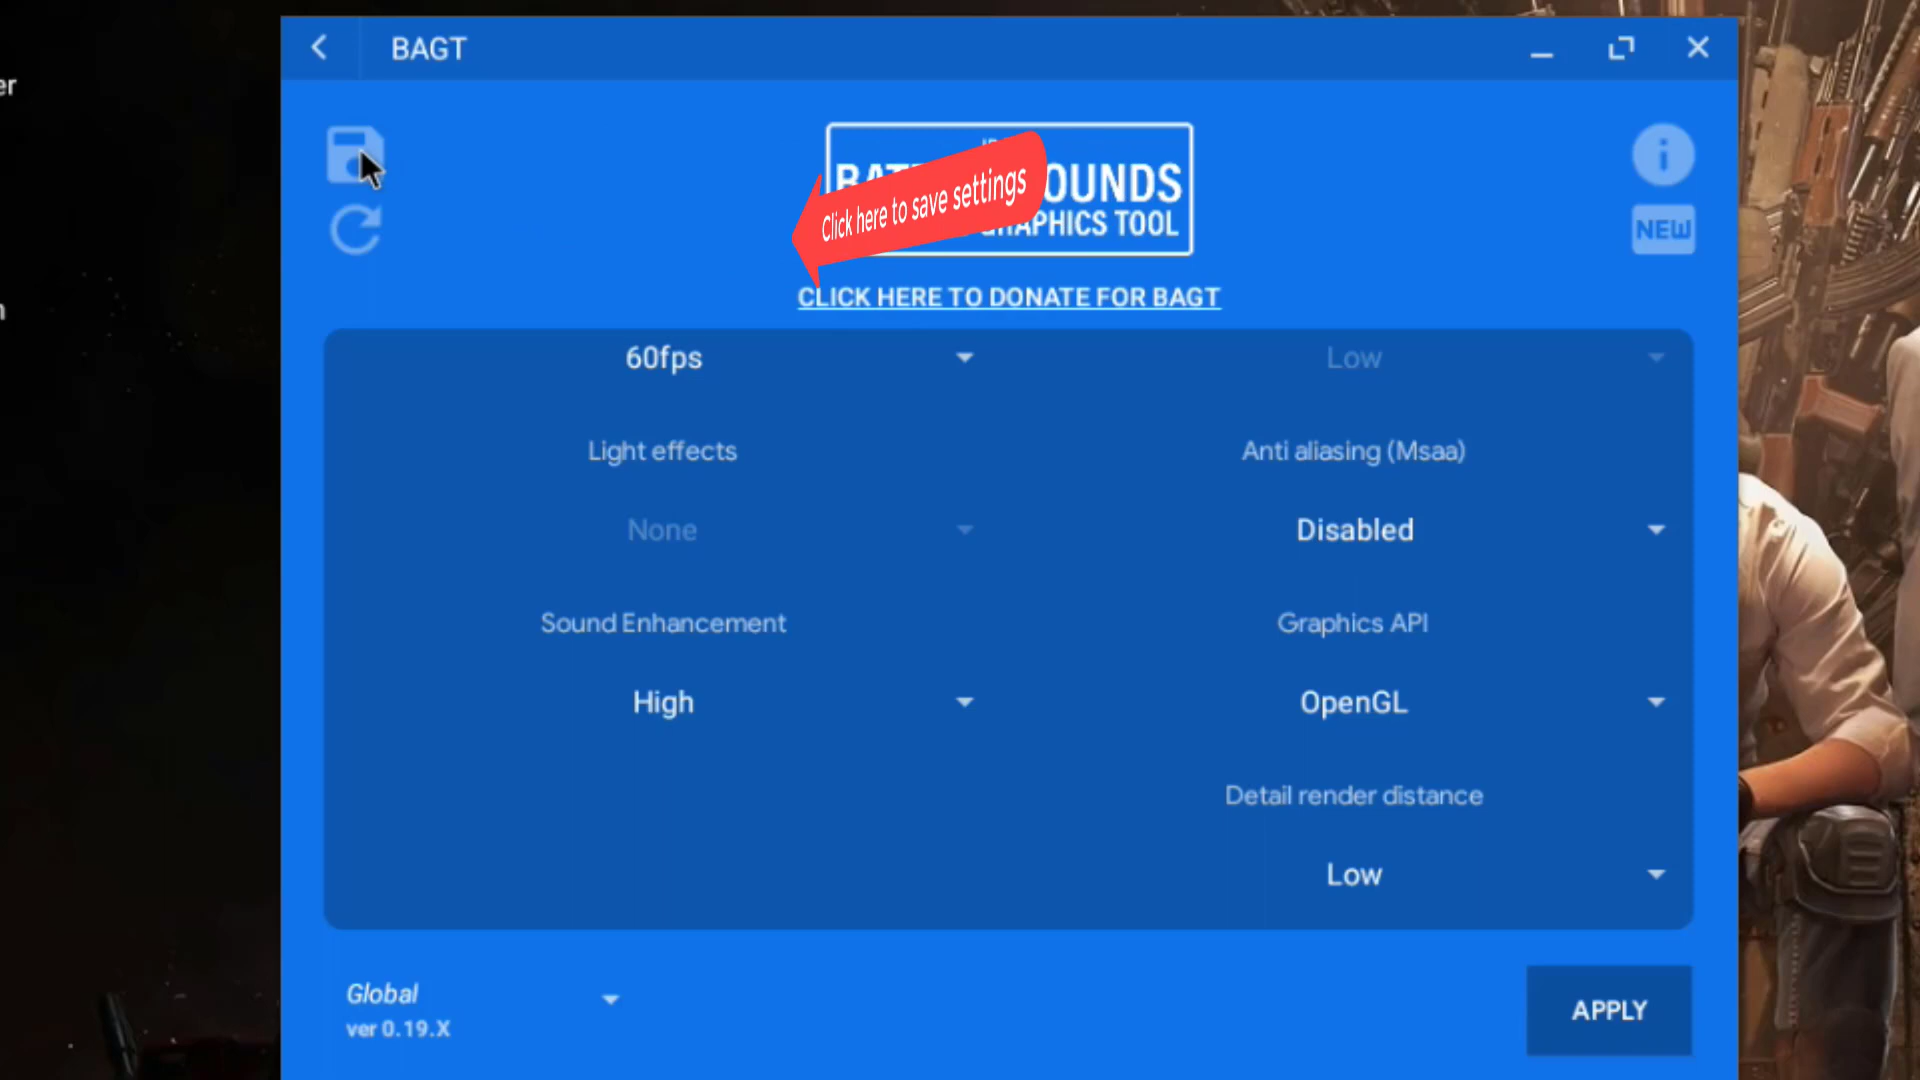 BAGT
er
OUNDS
GRAPHICS TOOL
Click here to save settings
NEW
CLICK HERE TO DONATE FOR BAGT
60fps
Low
Light effects
Anti aliasing (Msaa)
None
Disabled
Sound Enhancement
Graphics API
High
OpenGL
Detail render distance
Low
Global
ver 0.19.X
APPLY